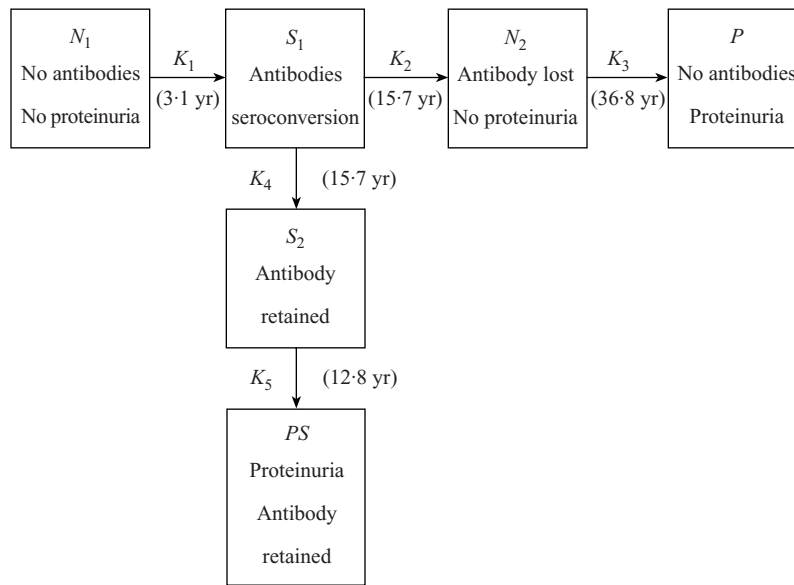 N₁
No antibodies
No proteinuria
K₁
(3·1 yr)
S₁
Antibodies
seroconversion
K₂
(15·7 yr)
N₂
Antibody lost
No proteinuria
K₃
(36·8 yr)
P
No antibodies
Proteinuria
K₄
(15·7 yr)
S₂
Antibody
retained
K₅
(12·8 yr)
PS
Proteinuria
Antibody
retained